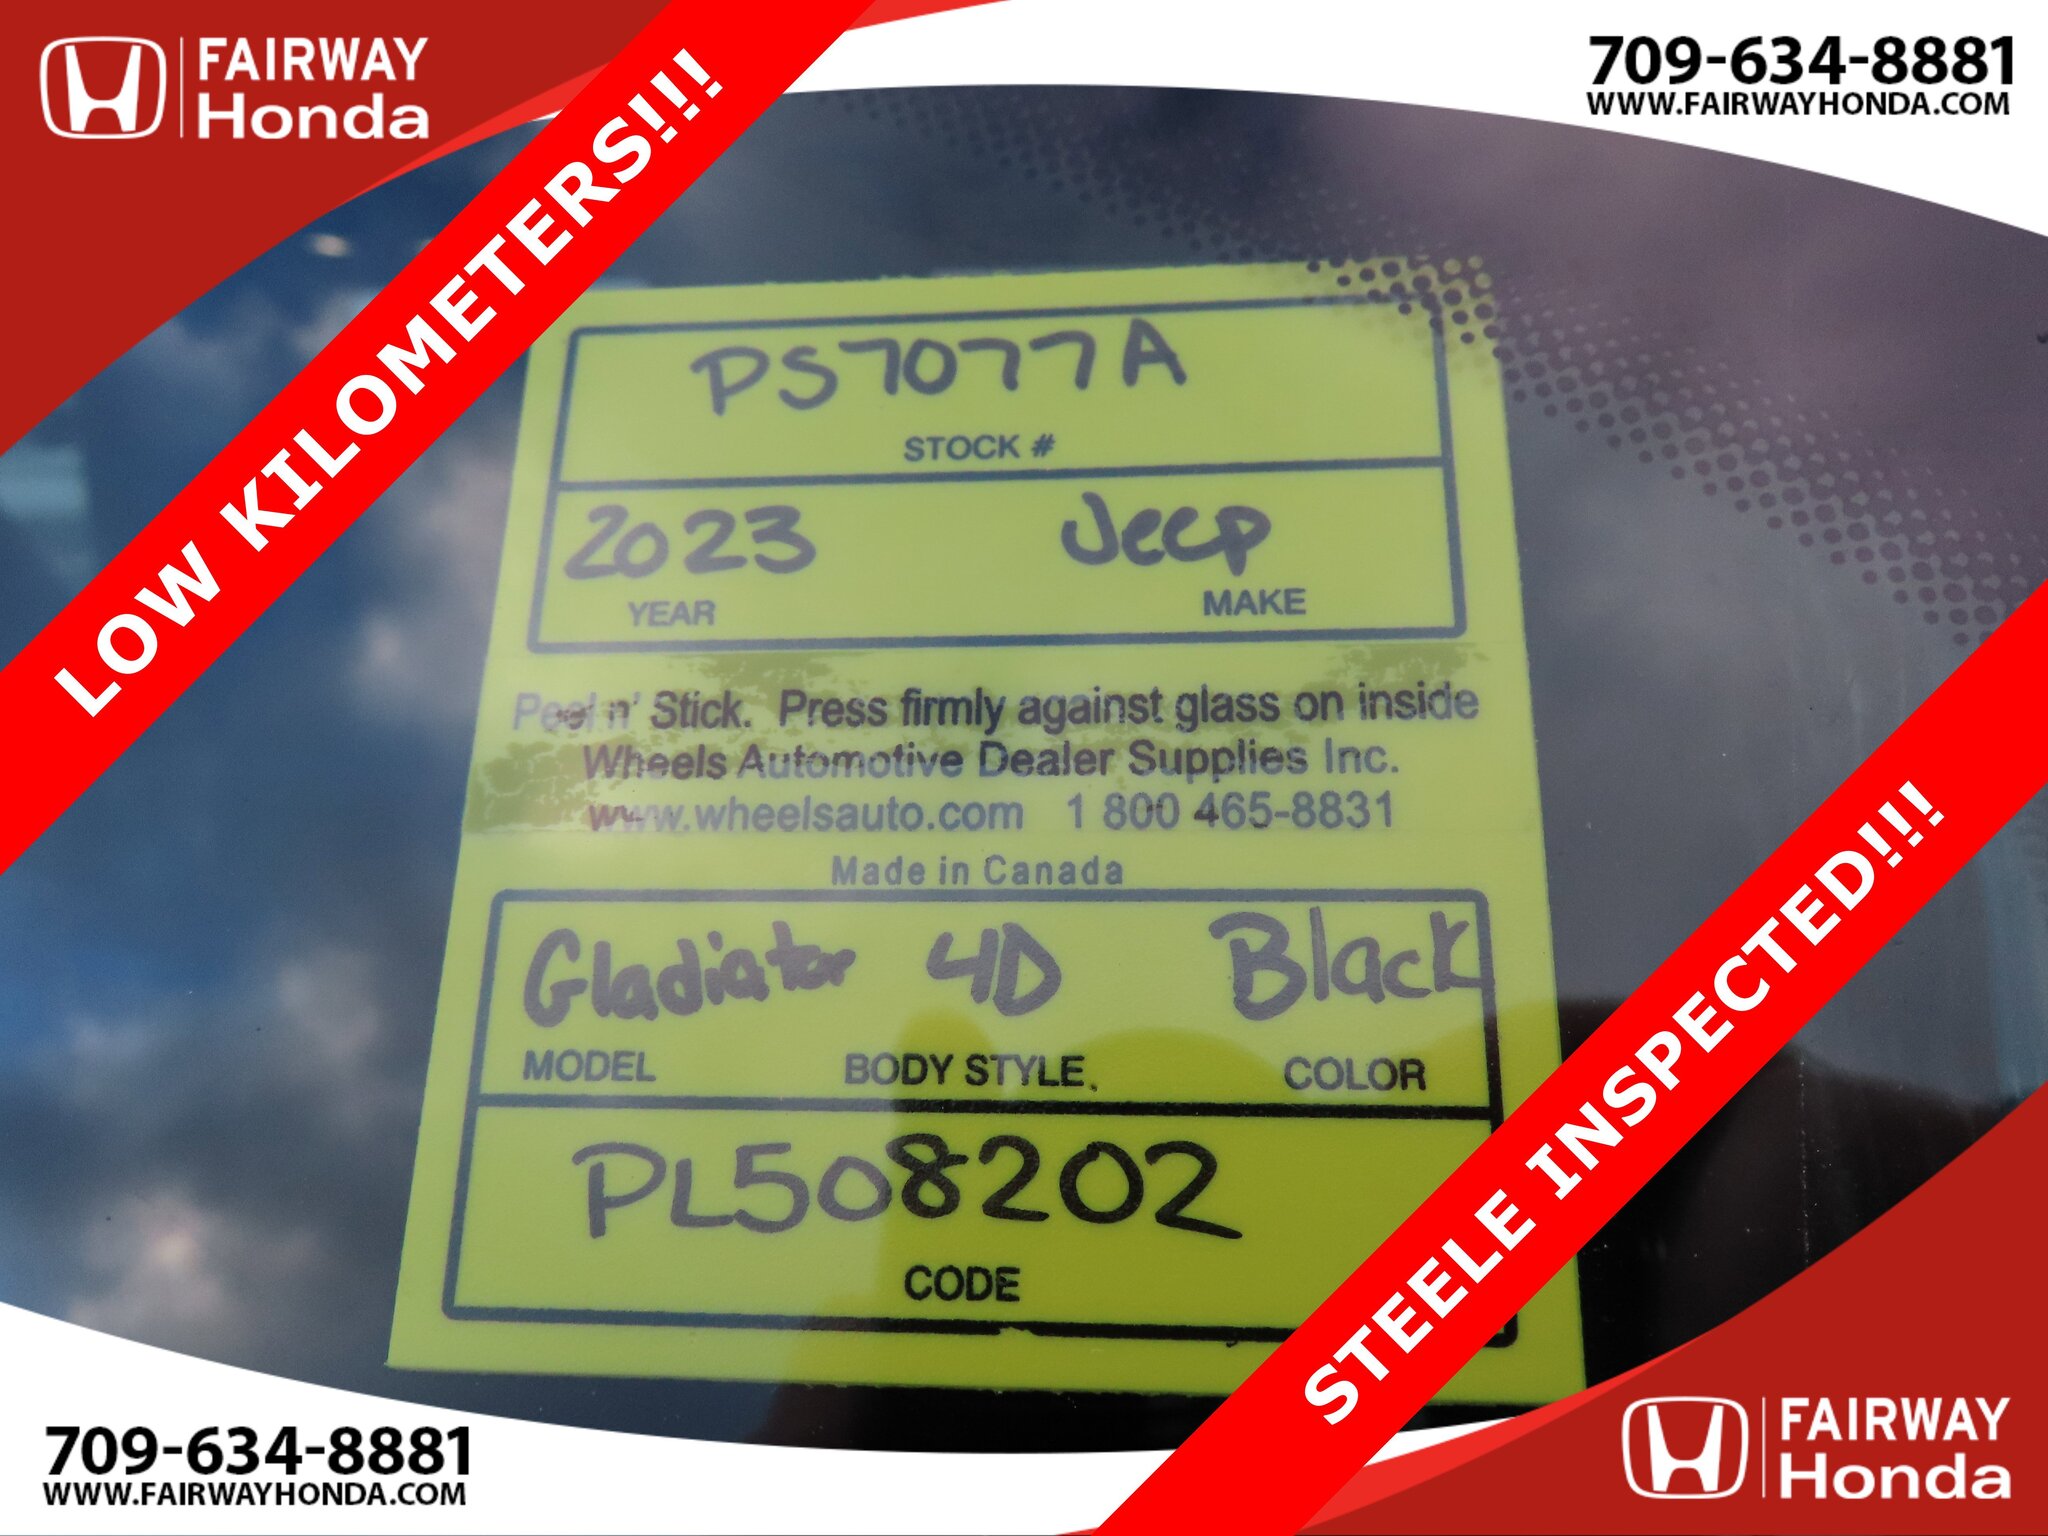 FAIRWAY
Honda
709-634-8881
WWW.FAIRWAYHONDA.COM
LOW KILOMETERS!!!
PS7077A
STOCK #
2023 Jeep
YEAR MAKE
Peel n' Stick. Press firmly against glass on inside
Wheels Automotive Dealer Supplies Inc.
www.wheelsauto.com 1 800 465-8831
Made in Canada
Gladiator 4D Black
MODEL BODY STYLE COLOR
PL508202
CODE
STEELE INSPECTED!!!
709-634-8881
WWW.FAIRWAYHONDA.COM
FAIRWAY
Honda